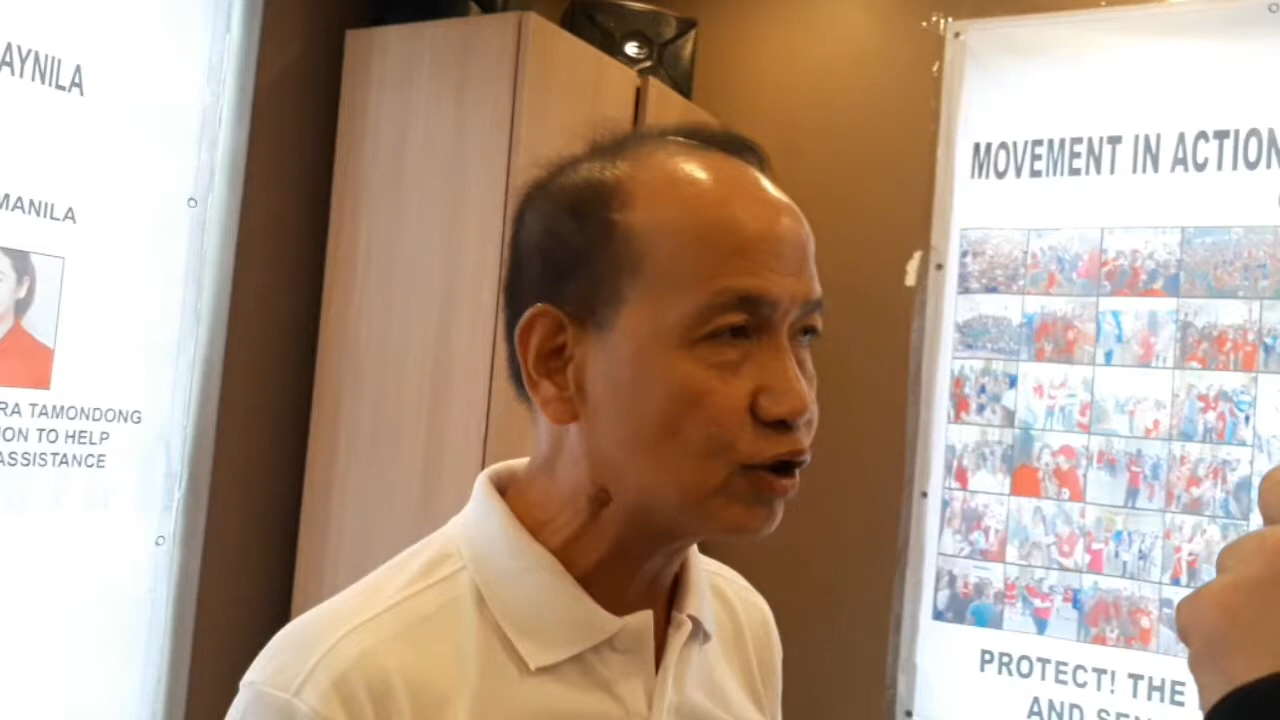 AYNILA
MANILA
RA TAMONDONG
ION TO HELP
ASSISTANCE
MOVEMENT IN ACTION
PROTECT! THE
AND SEN